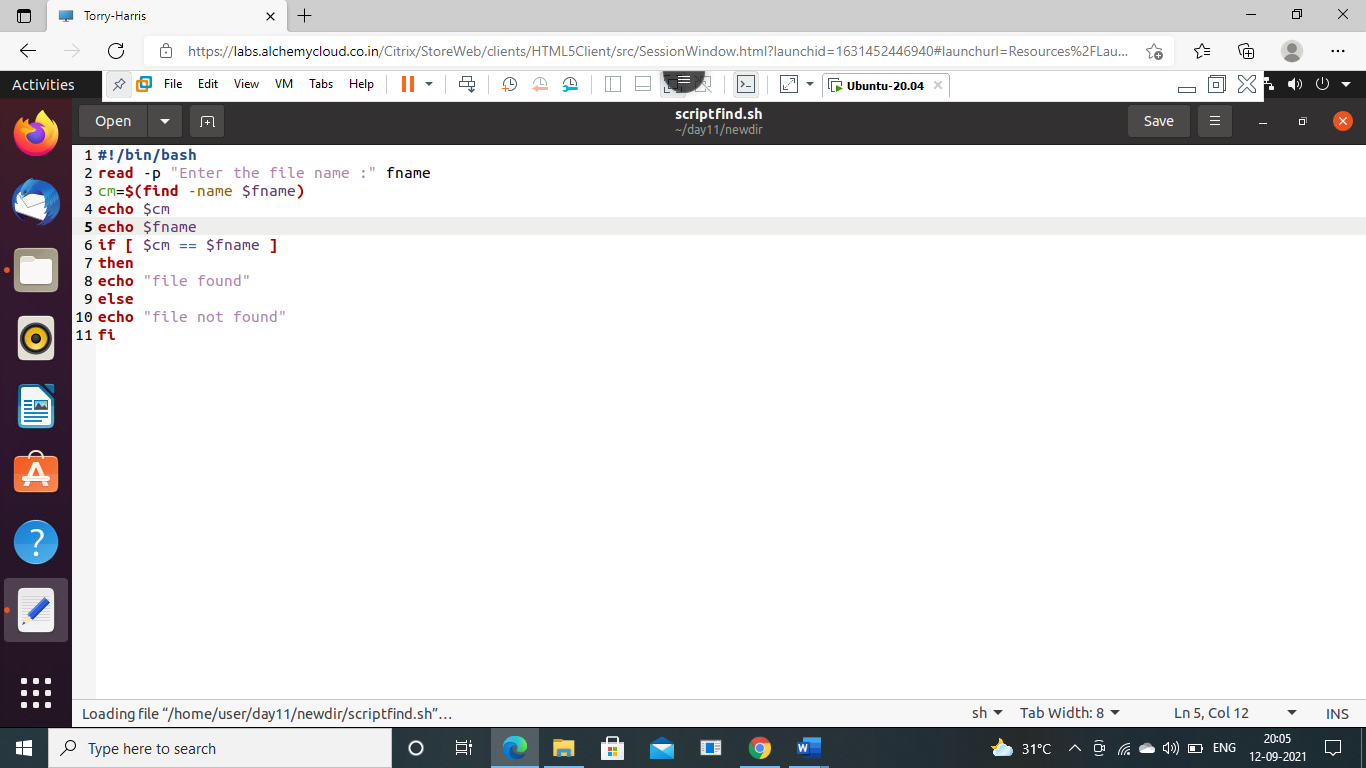 Torry-Harris
https://labs.alchemycloud.co.in/Citrix/StoreWeb/clients/HTML5Client/src/SessionWindow.html?launchid=1631452446940#launchurl=Resources%2FLau...
Activities
File Edit View VM Tabs Help
Ubuntu-20.04
Open
scriptfind.sh
~/day11/newdir
Save
1 #!/bin/bash
2 read -p "Enter the file name :" fname
3 cm=$(find -name $fname)
4 echo $cm
5 echo $fname
6 if [ $cm == $fname ]
7 then
8 echo "file found"
9 else
10 echo "file not found"
11 fi
Loading file “/home/user/day11/newdir/scriptfind.sh”…
sh Tab Width: 8 Ln 5, Col 12 INS
Type here to search
31°C
ENG
20:05
12-09-2021